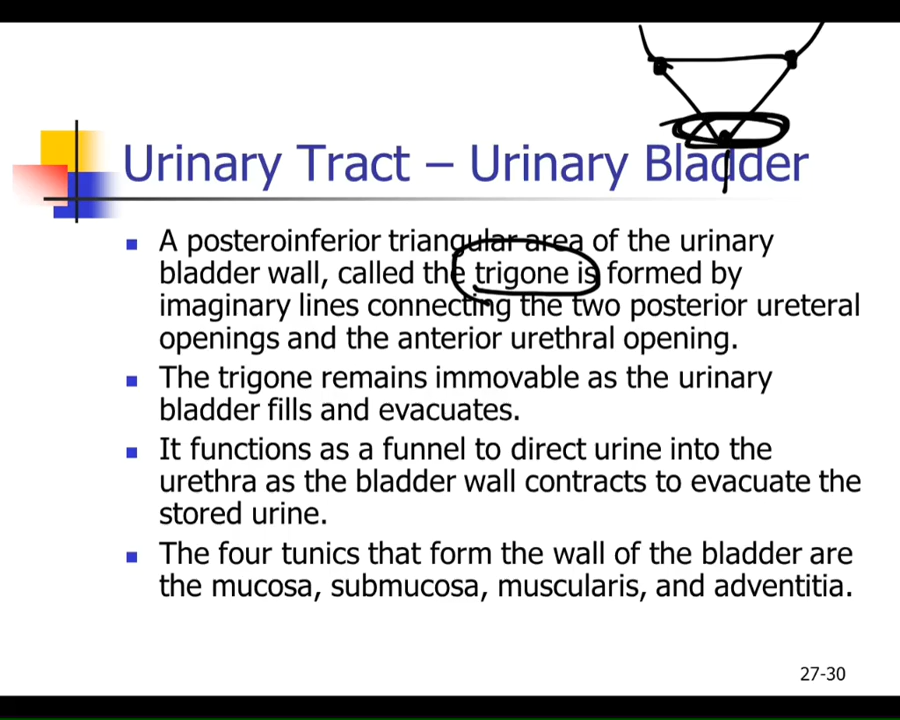 Urinary Tract – Urinary Bladder
A posteroinferior triangular area of the urinary
bladder wall, called the trigone is formed by
imaginary lines connecting the two posterior ureteral
openings and the anterior urethral opening.
The trigone remains immovable as the urinary
bladder fills and evacuates.
It functions as a funnel to direct urine into the
urethra as the bladder wall contracts to evacuate the
stored urine.
The four tunics that form the wall of the bladder are
the mucosa, submucosa, muscularis, and adventitia.
27-30